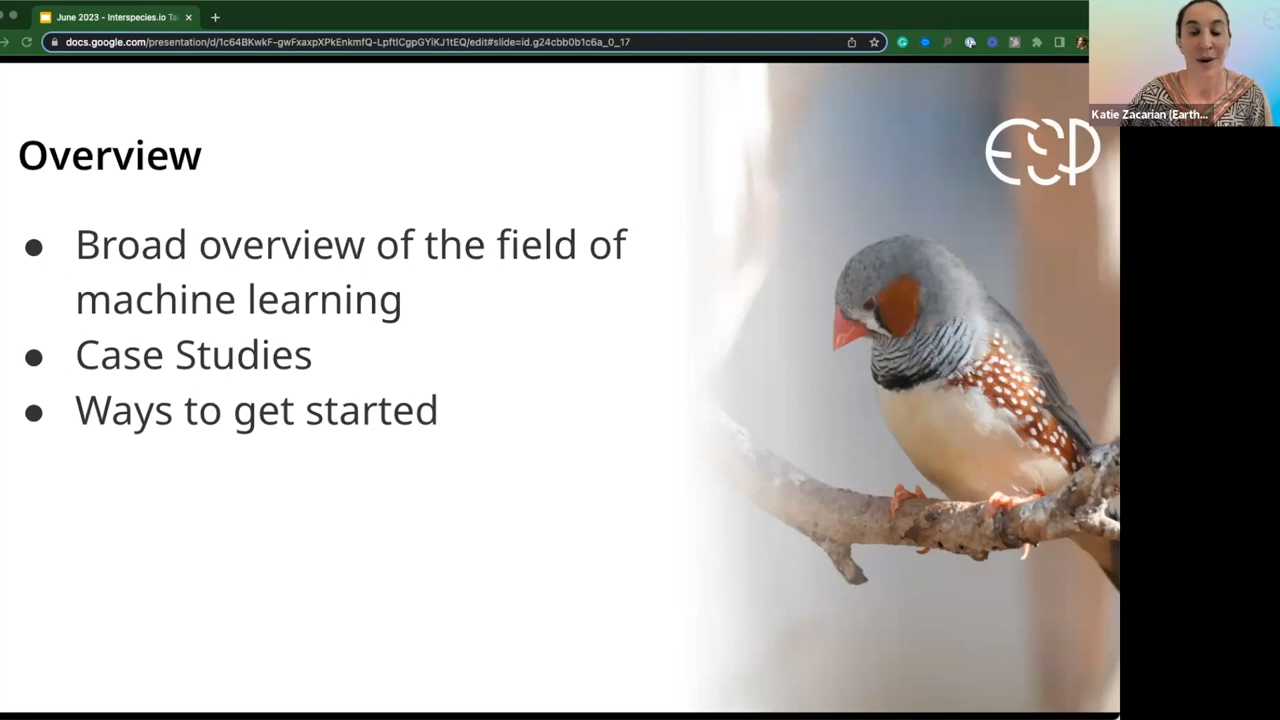 June 2023 - Interspecies.io Ta
docs.google.com/presentation/d/1c64BKwkF-gwFxaxpXPkEnkmfQ-LpftlCgpGYiKJ1tEQ/edit#slide=id.g24cbb0b1c6a_0_17
Katie Zacarian (Earth...
ESP
Overview
● Broad overview of the field of
machine learning
● Case Studies
● Ways to get started